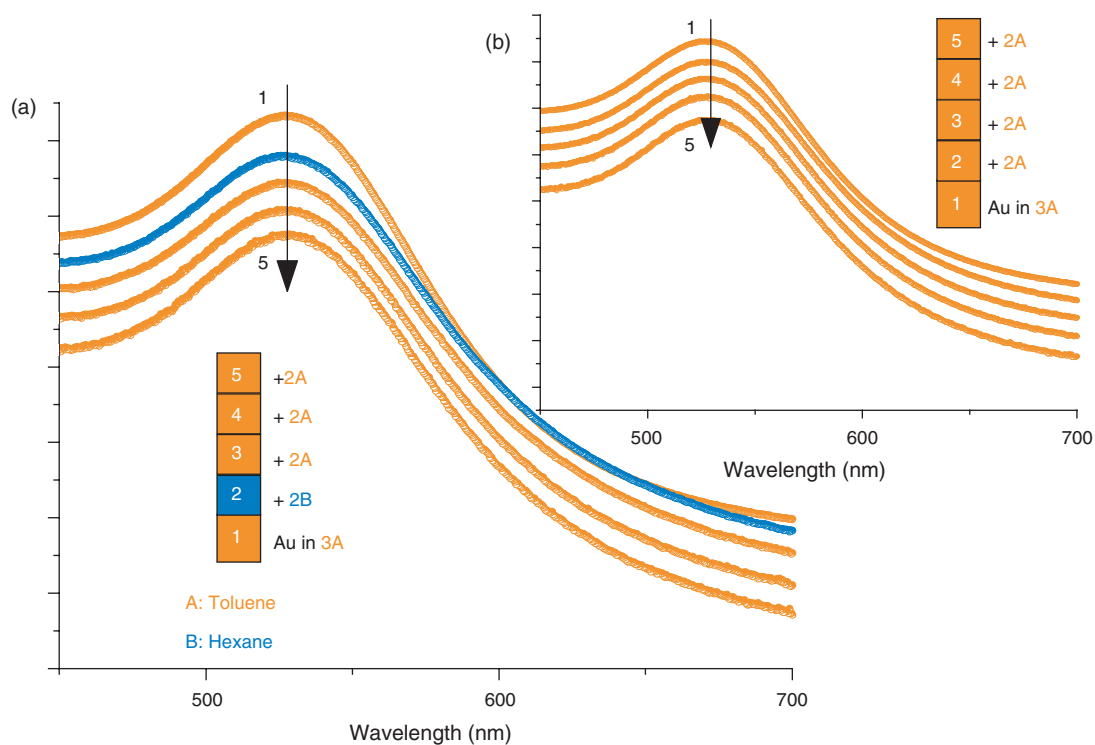 (a)
1
5
5 +2A
4 + 2A
3 + 2A
2 + 2B
1 Au in 3A
A: Toluene
B: Hexane
500 600 700
Wavelength (nm)
(b)
1
5
5 + 2A
4 + 2A
3 + 2A
2 + 2A
1 Au in 3A
500 600 700
Wavelength (nm)